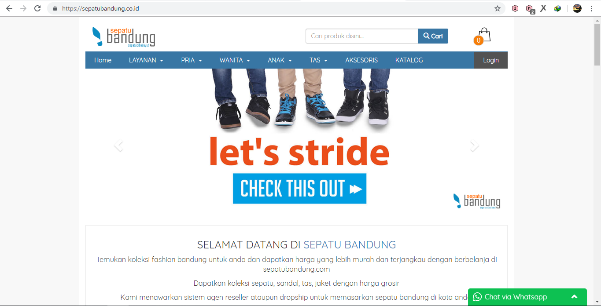 https://sepatubandung.co.id
sepatu
bandung
Cari produk disini..
Cari
0
Home LAYANAN PRIA WANITA ANAK TAS AKSESORIS KATALOG Login
let's stride
CHECK THIS OUT
sepatu
bandung
SELAMAT DATANG DI SEPATU BANDUNG
Temukan koleksi fashion bandung untuk anda dan dapatkan harga yang lebih murah dan terjangkau dengan berbelanja di
sepatubandung.com
Dapatkan koleksi sepatu, sandal, tas, jaket dengan harga grosir
Kami menawarkan sistem agen reseller ataupun dropship untuk memasarkan sepatu bandung di kota anda
Chat via Whatsapp